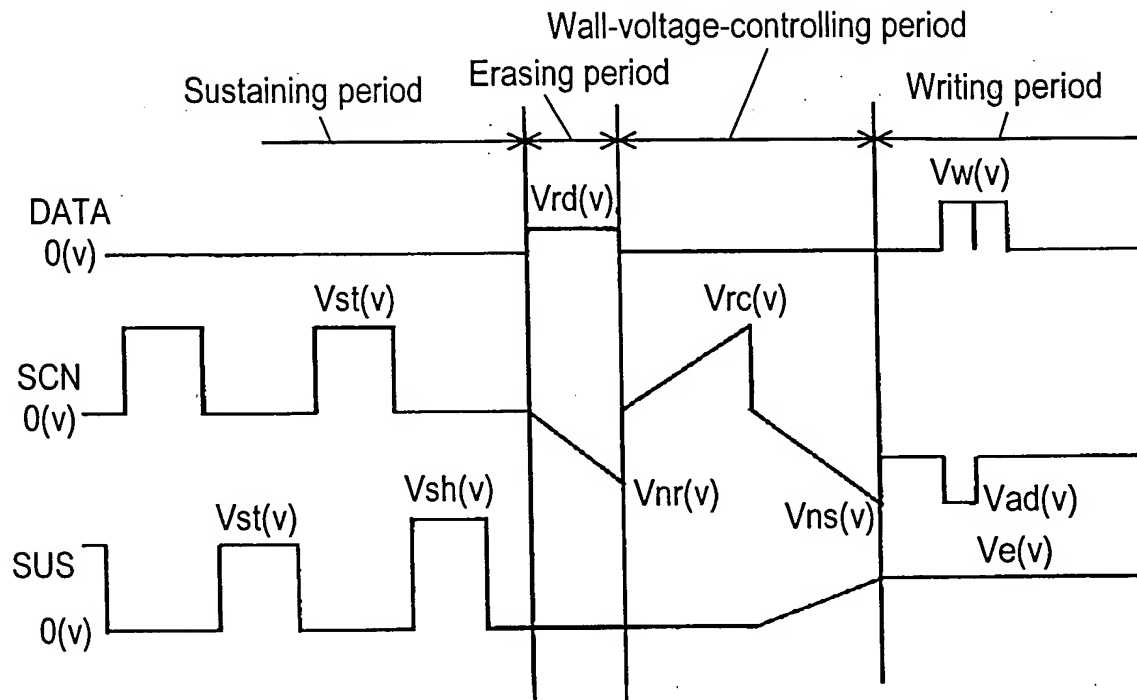 Wall-voltage-controlling period
Sustaining period
Erasing period
Writing period
DATA
0(v)
Vrd(v)
Vw(v)
SCN
0(v)
Vst(v)
Vrc(v)
Vnr(v)
Vns(v)
Vad(v)
SUS
0(v)
Vst(v)
Vsh(v)
Ve(v)